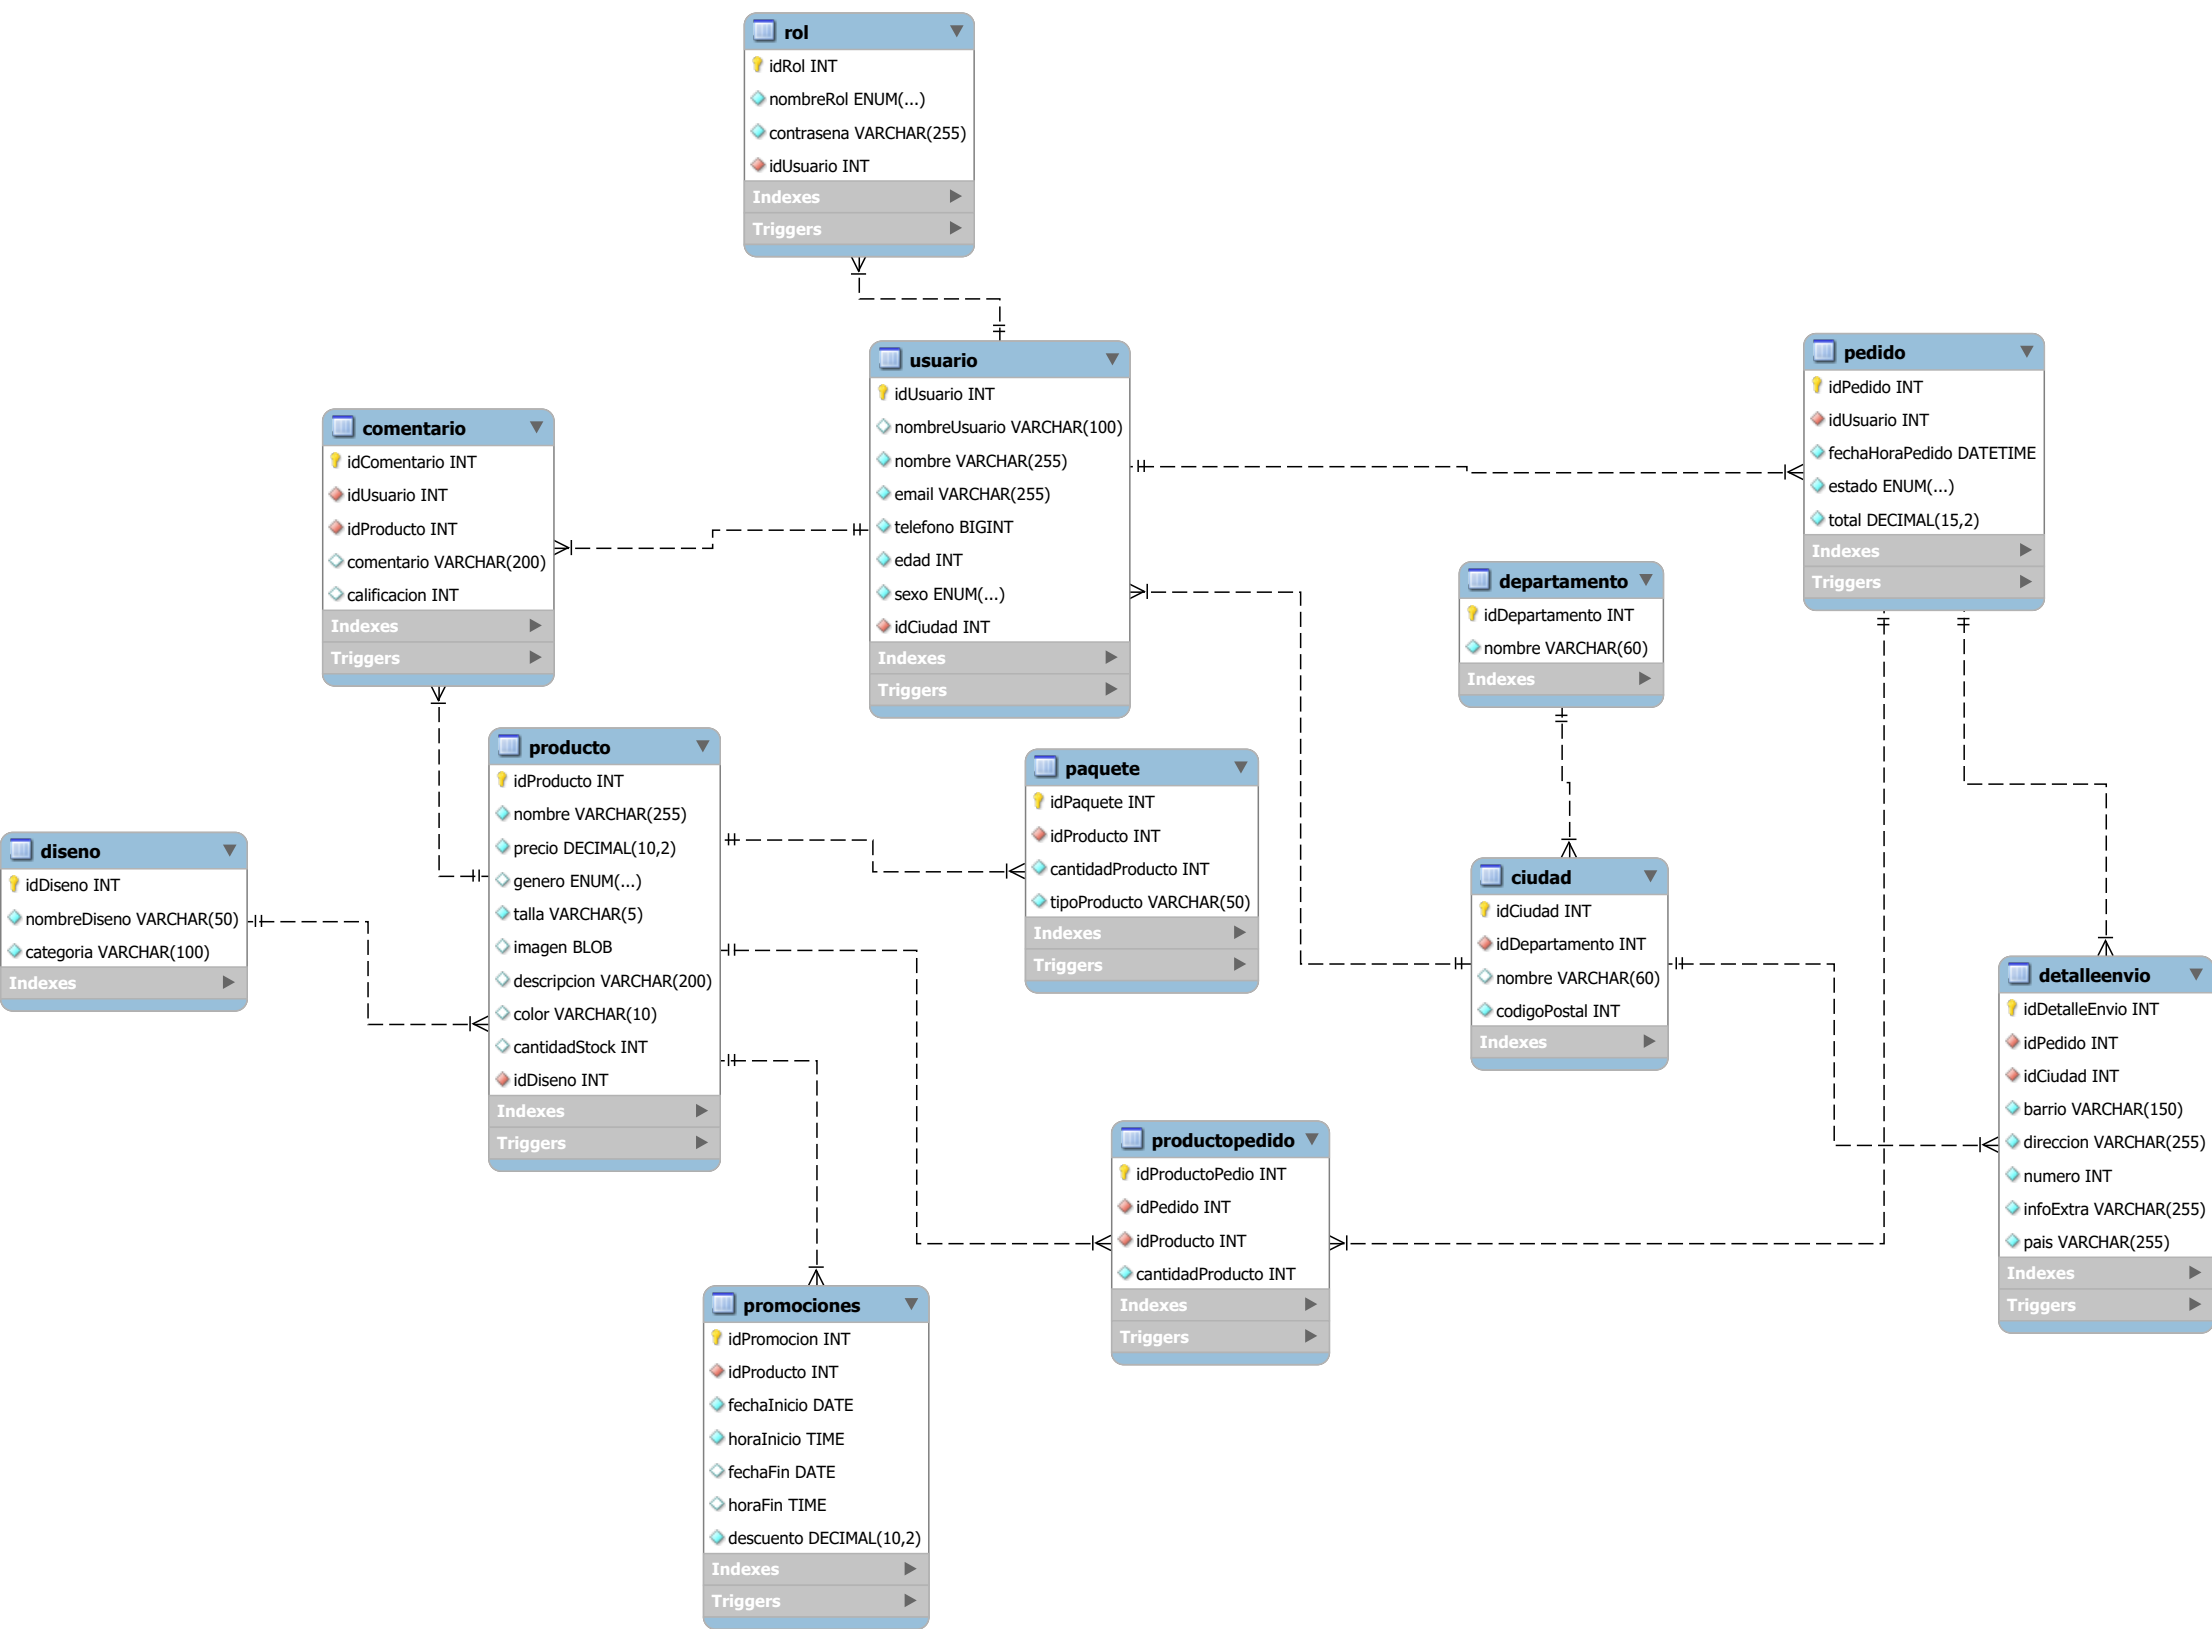 rol
idRol INT
nombreRol ENUM(...)
contrasena VARCHAR(255)
idUsuario INT
Indexes
Triggers
usuario
idUsuario INT
nombreUsuario VARCHAR(100)
nombre VARCHAR(255)
email VARCHAR(255)
telefono BIGINT
edad INT
sexo ENUM(...)
idCiudad INT
Indexes
Triggers
pedido
idPedido INT
idUsuario INT
fechaHoraPedido DATETIME
estado ENUM(...)
total DECIMAL(15,2)
Indexes
Triggers
comentario
idComentario INT
idUsuario INT
idProducto INT
comentario VARCHAR(200)
calificacion INT
Indexes
Triggers
departamento
idDepartamento INT
nombre VARCHAR(60)
Indexes
producto
idProducto INT
nombre VARCHAR(255)
precio DECIMAL(10,2)
genero ENUM(...)
talla VARCHAR(5)
imagen BLOB
descripcion VARCHAR(200)
color VARCHAR(10)
cantidadStock INT
idDiseno INT
Indexes
Triggers
paquete
idPaquete INT
idProducto INT
cantidadProducto INT
tipoProducto VARCHAR(50)
Indexes
Triggers
diseno
idDiseno INT
nombreDiseno VARCHAR(50)
categoria VARCHAR(100)
Indexes
ciudad
idCiudad INT
idDepartamento INT
nombre VARCHAR(60)
codigoPostal INT
Indexes
detalleenvio
idDetalleEnvio INT
idPedido INT
idCiudad INT
barrio VARCHAR(150)
direccion VARCHAR(255)
numero INT
infoExtra VARCHAR(255)
pais VARCHAR(255)
Indexes
Triggers
productopedido
idProductoPedio INT
idPedido INT
idProducto INT
cantidadProducto INT
Indexes
Triggers
promociones
idPromocion INT
idProducto INT
fechaInicio DATE
horaInicio TIME
fechaFin DATE
horaFin TIME
descuento DECIMAL(10,2)
Indexes
Triggers